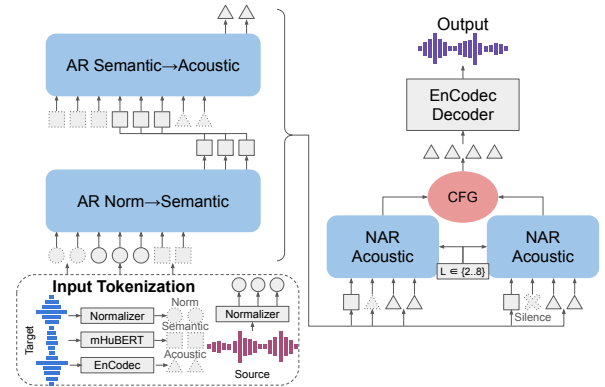 AR Semantic→Acoustic
AR Norm→Semantic
Input Tokenization
Target
Normalizer
Norm
mHuBERT
Semantic
EnCodec
Acoustic
Normalizer
Source
Output
EnCodec
Decoder
CFG
NAR
Acoustic
NAR
Acoustic
L ∈ {2..8}
Silence